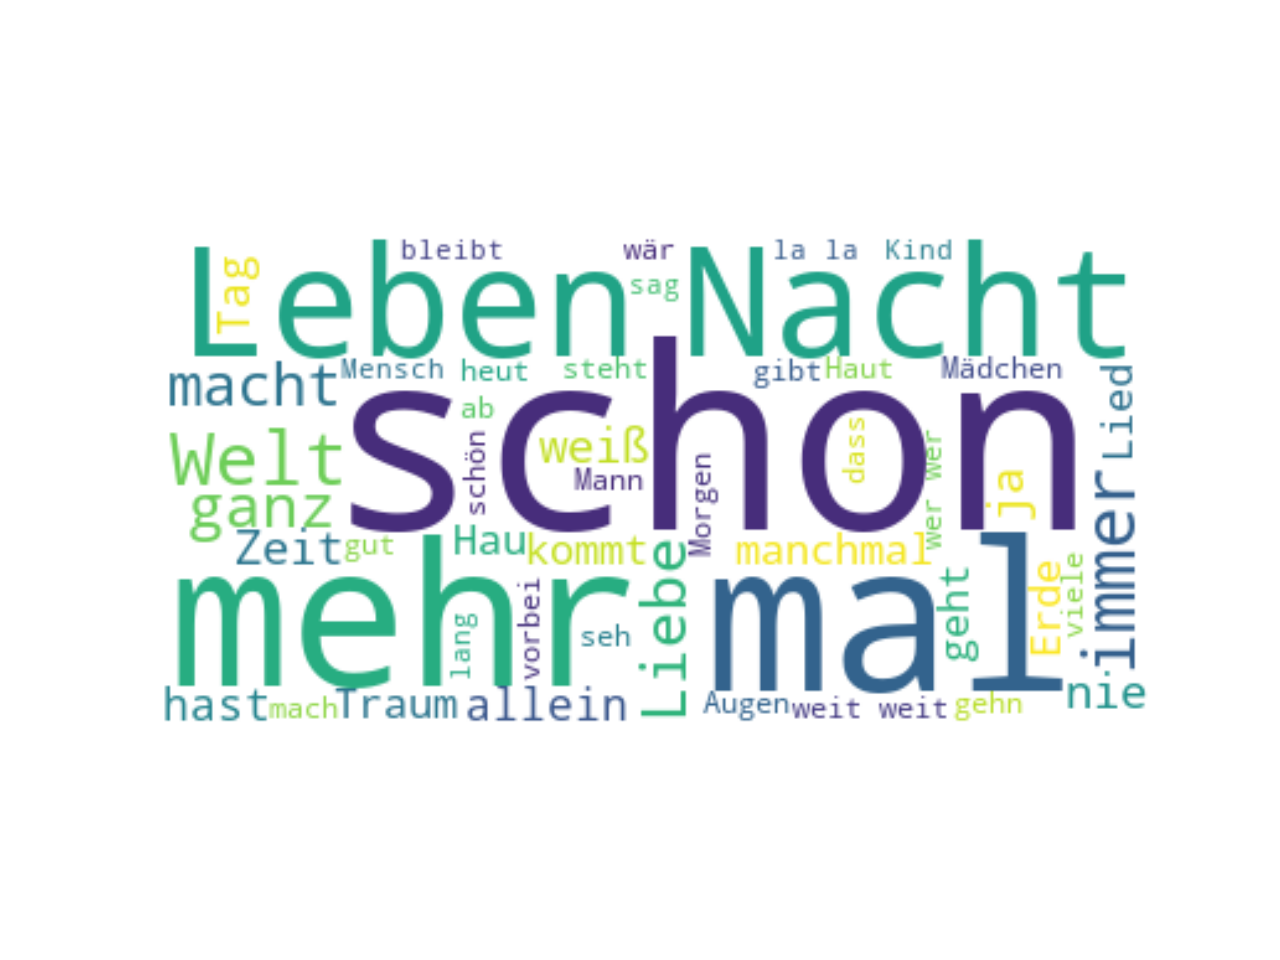 bleibt
wär
la la
Kind
Leben
Nacht
Tag
sag
macht
Mensch
heut
steht
gibt
Haut
Mädchen
schon
ab
Lied
Welt
weiß
schön
Mann
Morgen
dass
wer wer
ja
ganz
immer
Zeit
gut
Hau
kommt
manchmal
mehr
Liebe
mal
geht
Erde
viele
lang
vorbei
seh
nie
hast
mach
Traum
allein
Augen
weit weit
gehn